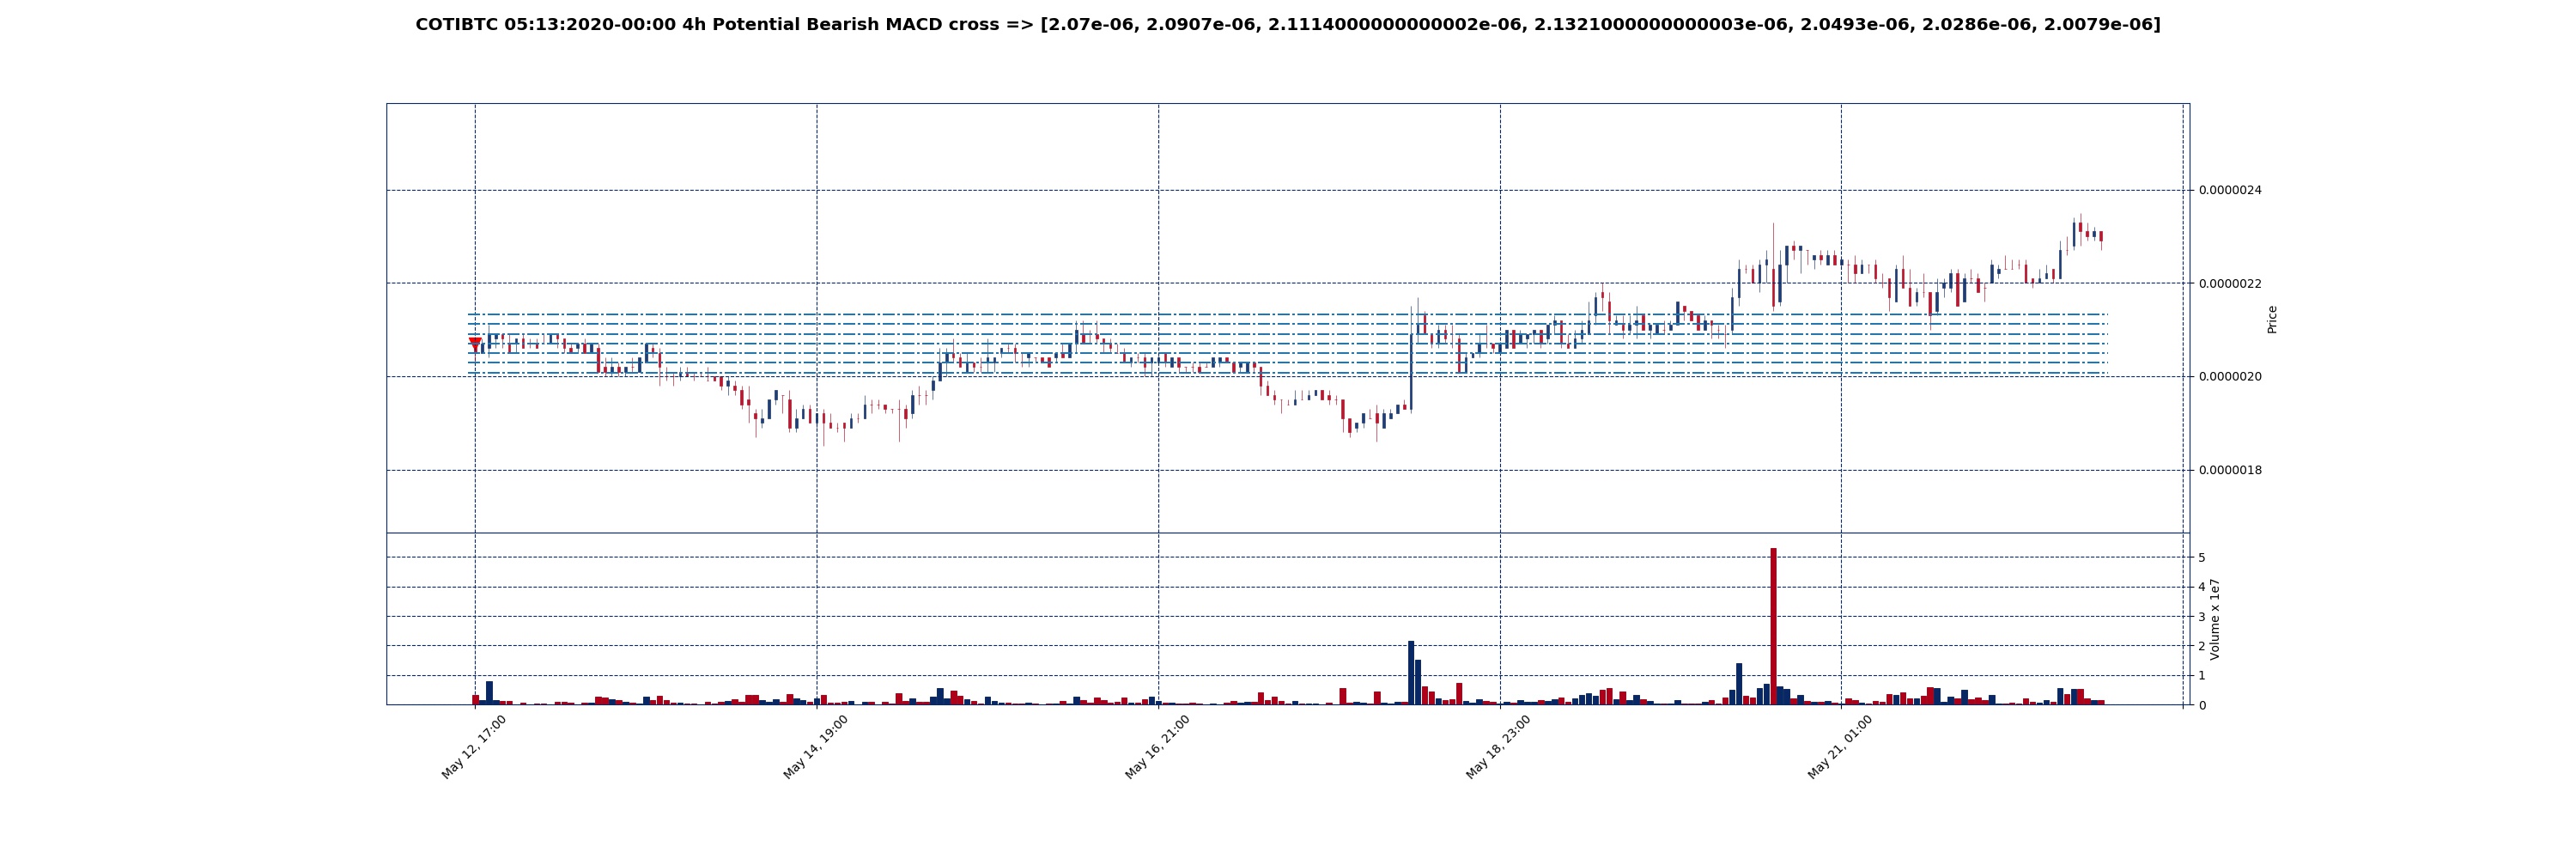 COTIBTC 05:13:2020-00:00 4h Potential Bearish MACD cross => [2.07e-06, 2.0907e-06, 2.1114000000000002e-06, 2.1321000000000003e-06, 2.0493e-06, 2.0286e-06, 2.0079e-06]
0.0000024
0.0000022
Price
0.0000020
0.0000018
5
4
3
2
1
0
Volume x 1e7
May 12, 17:00
May 14, 19:00
May 16, 21:00
May 18, 23:00
May 21, 01:00